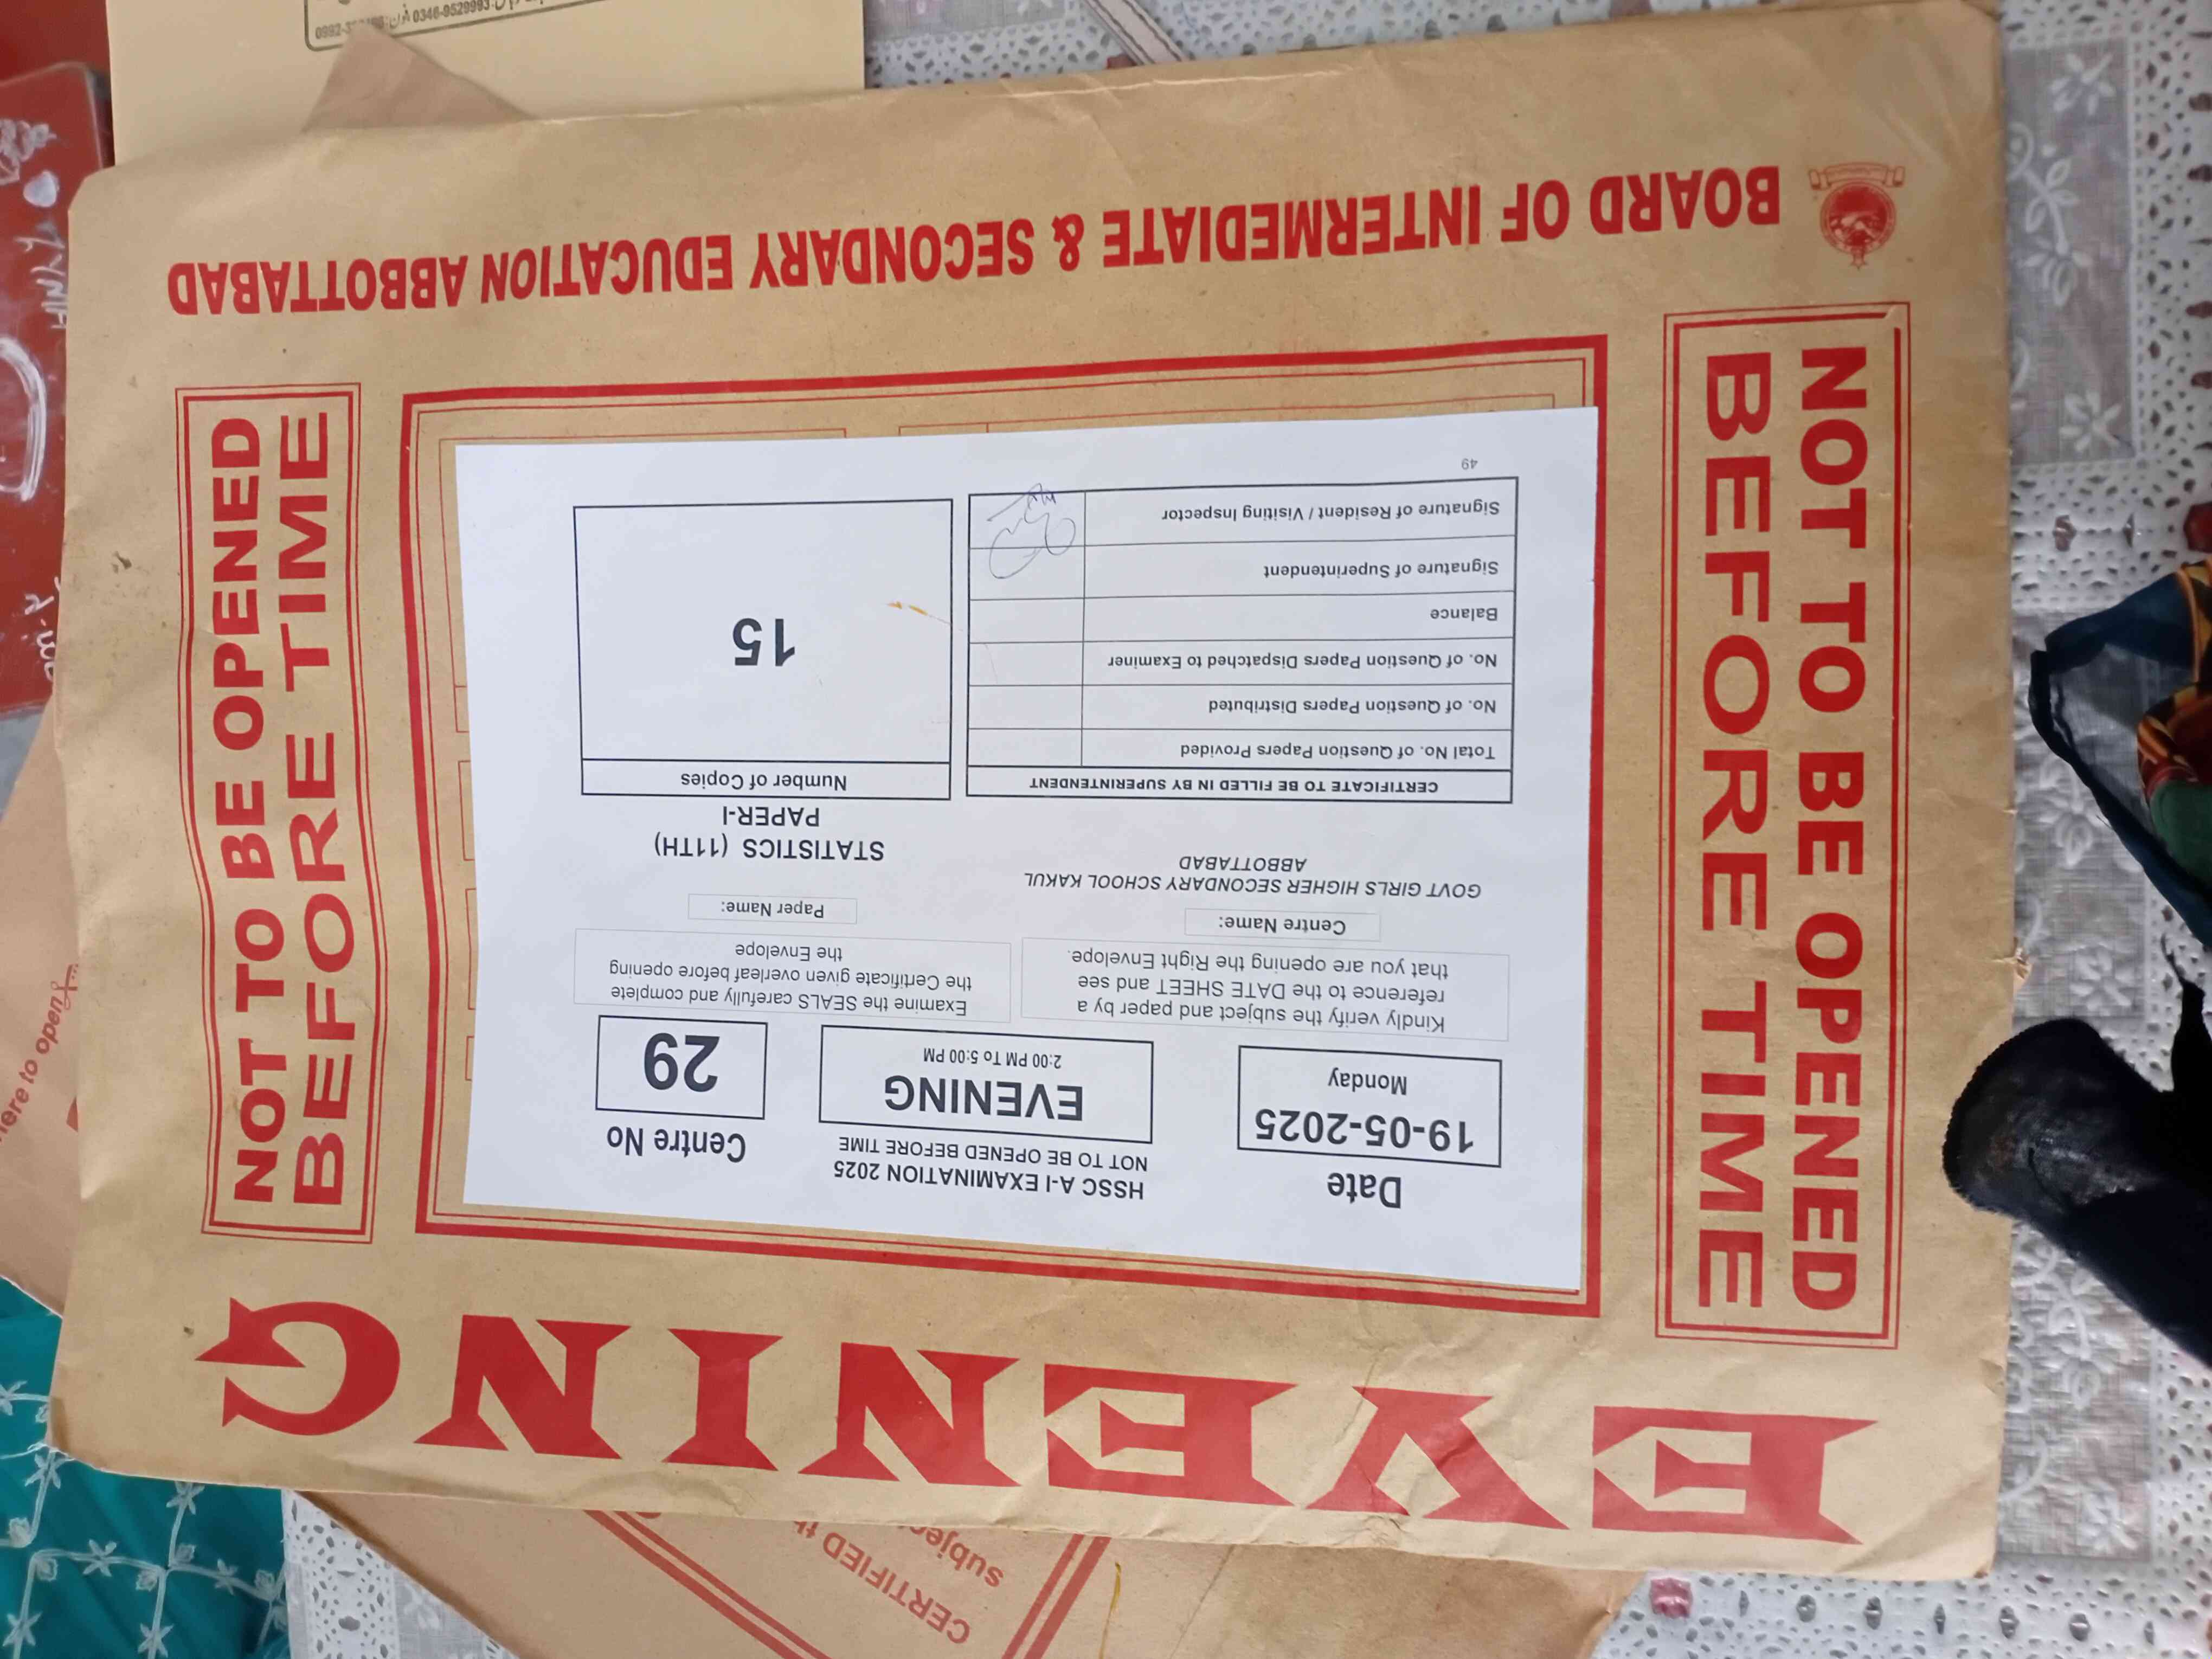 BOARD OF INTERMEDIATE & SECONDARY EDUCATION ABBOTTABAD
NOT TO BE OPENED
BEFORE TIME
NOT TO BE OPENED
BEFORE TIME
EVENING
Date
19-05-2025
Monday
HSSC A-I EXAMINATION 2025
NOT TO BE OPENED BEFORE TIME
EVENING
2:00 PM To 5:00 PM
Centre No
29
Kindly verify the subject and paper by a
reference to the DATE SHEET and see
that you are opening the Right Envelope.
Examine the SEALS carefully and complete
the Certificate given overleaf before opening
the Envelope
Centre Name:
GOVT GIRLS HIGHER SECONDARY SCHOOL KAKUL
ABBOTTABAD
Paper Name:
STATISTICS (11TH)
PAPER-I
CERTIFICATE TO BE FILLED IN BY SUPERINTENDENT
Total No. of Question Papers Provided
No. of Question Papers Distributed
No. of Question Papers Dispatched to Examiner
Balance
Signature of Superintendent
Signature of Resident / Visiting Inspector
Number of Copies
15
49
CERTIFIED
0346-9529993
to open